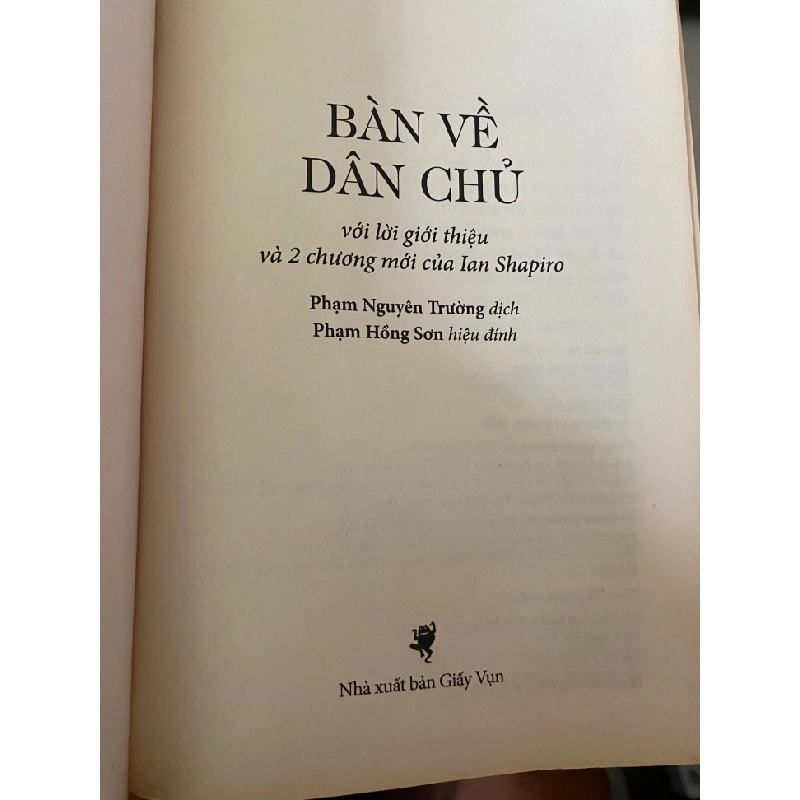 BÀN VỀ
DÂN CHỦ
với lời giới thiệu
và 2 chương mới của Ian Shapiro
Phạm Nguyên Trường dịch
Phạm Hồng Sơn hiệu đính
Nhà xuất bản Giấy Vụn